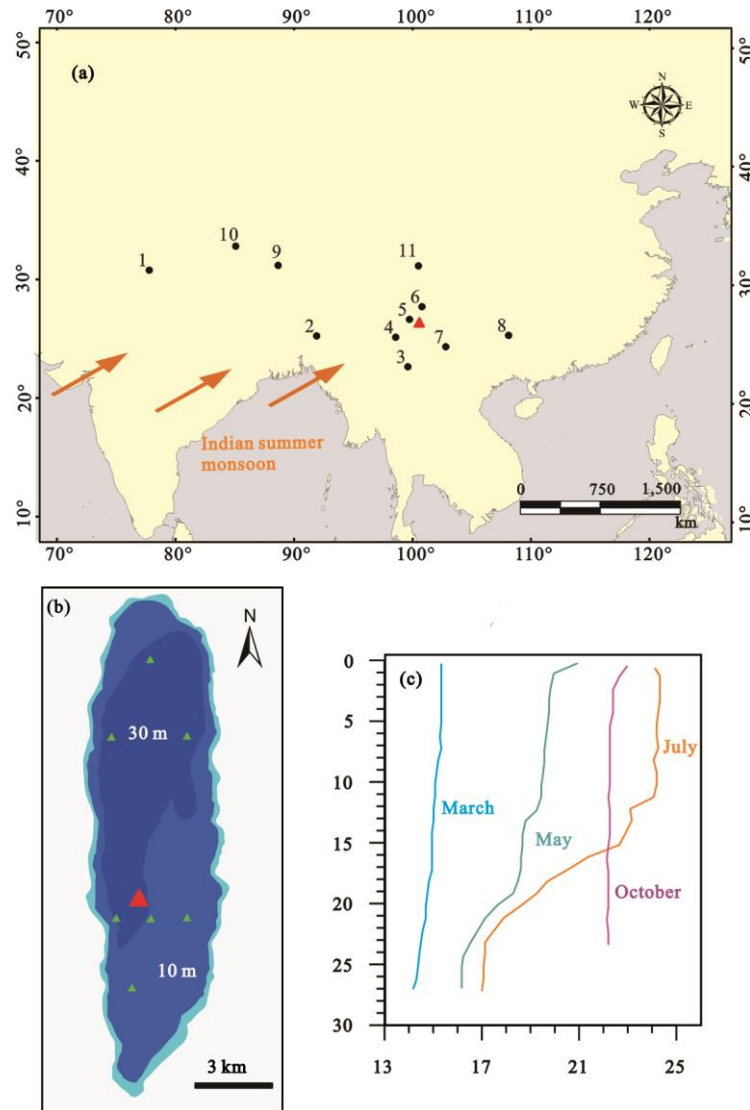 70° 80° 90° 100° 110° 120°
(a)
N
W E
S
50° 50°
40° 40°
30° 30°
20° 20°
10° 10°
10
9
1
11
6
5
2
4
7
8
3
Indian summer
monsoon
0 750 1,500
km
70° 80° 90° 100° 110° 120°
(b)
N
30 m
10 m
3 km
(c)
0
5
10
15
20
25
30
March
May
July
October
13 17 21 25